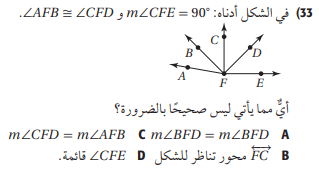 (33 في الشكل أدناه: m∠CFE = 90° و ∠AFB ≅ ∠CFD.
C
B
D
A
F
E
أيٌّ مما يأتي ليس صحيحًا بالضرورة؟
m∠CFD = m∠AFB C m∠BFD = m∠BFD A
B \overleftrightarrow{FC} محور تناظر للشكل D ∠CFE قائمة.